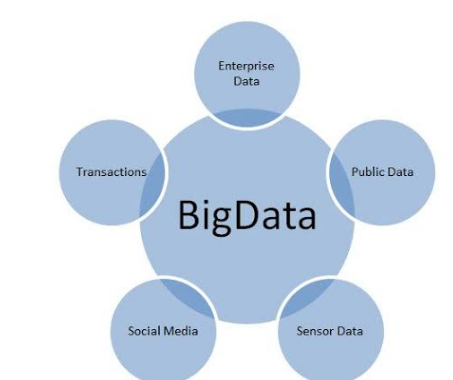 Enterprise
Data
Transactions
Public Data
BigData
Social Media
Sensor Data